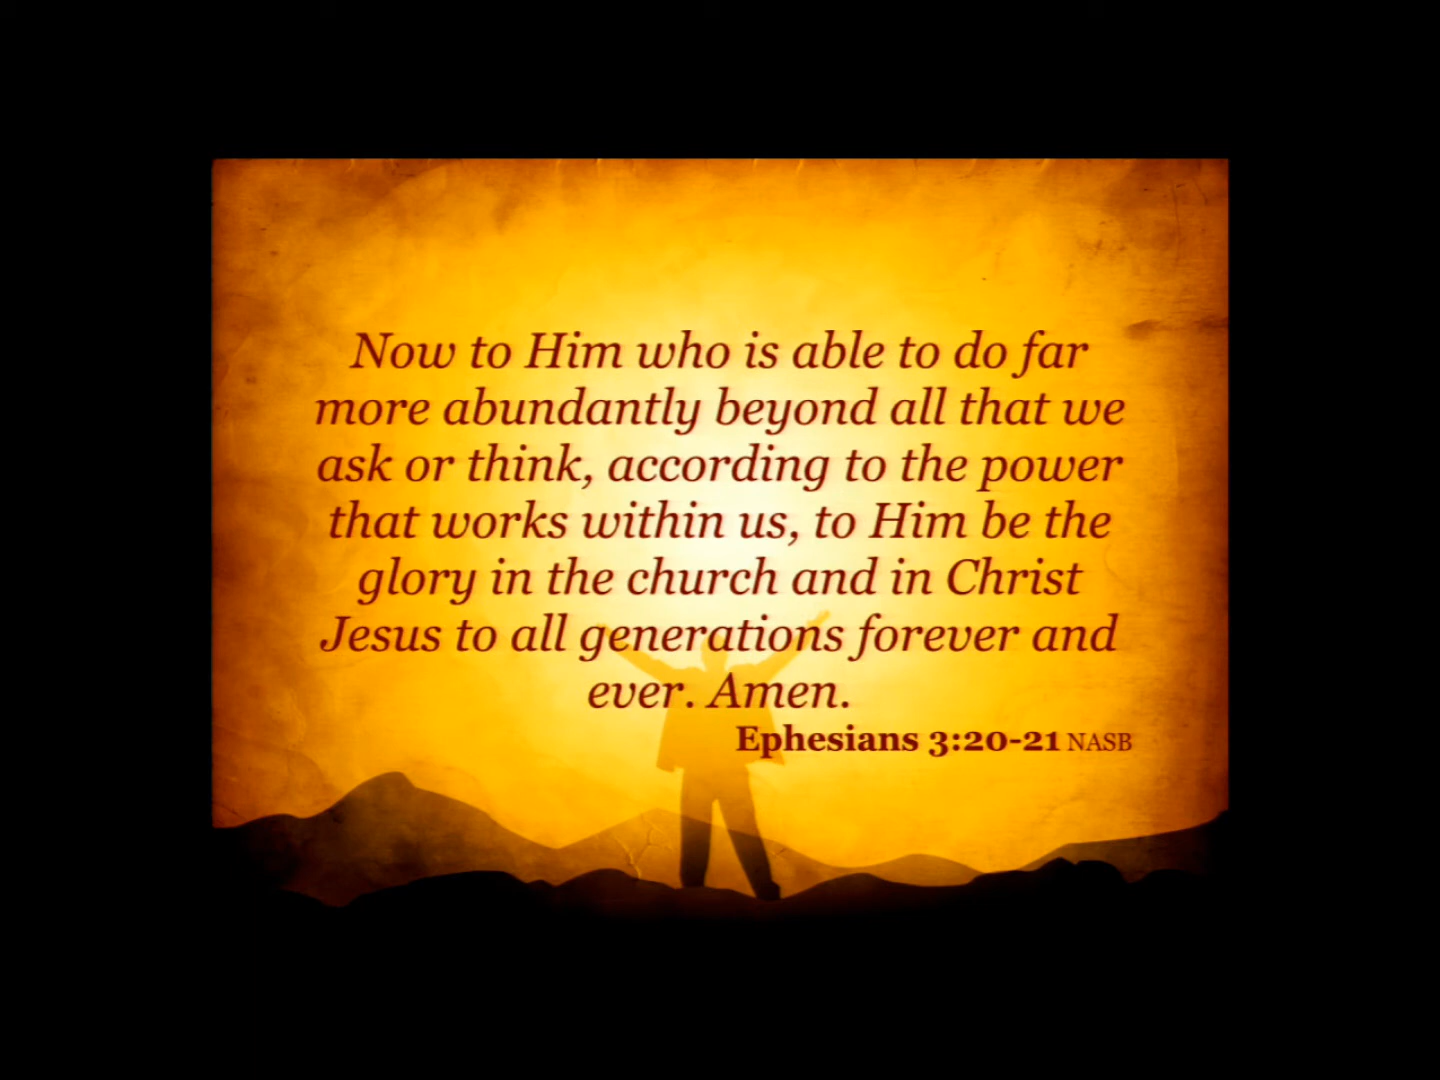 Now to Him who is able to do far
more abundantly beyond all that we
ask or think, according to the power
that works within us, to Him be the
glory in the church and in Christ
Jesus to all generations forever and
ever. Amen.
Ephesians 3:20-21 NASB